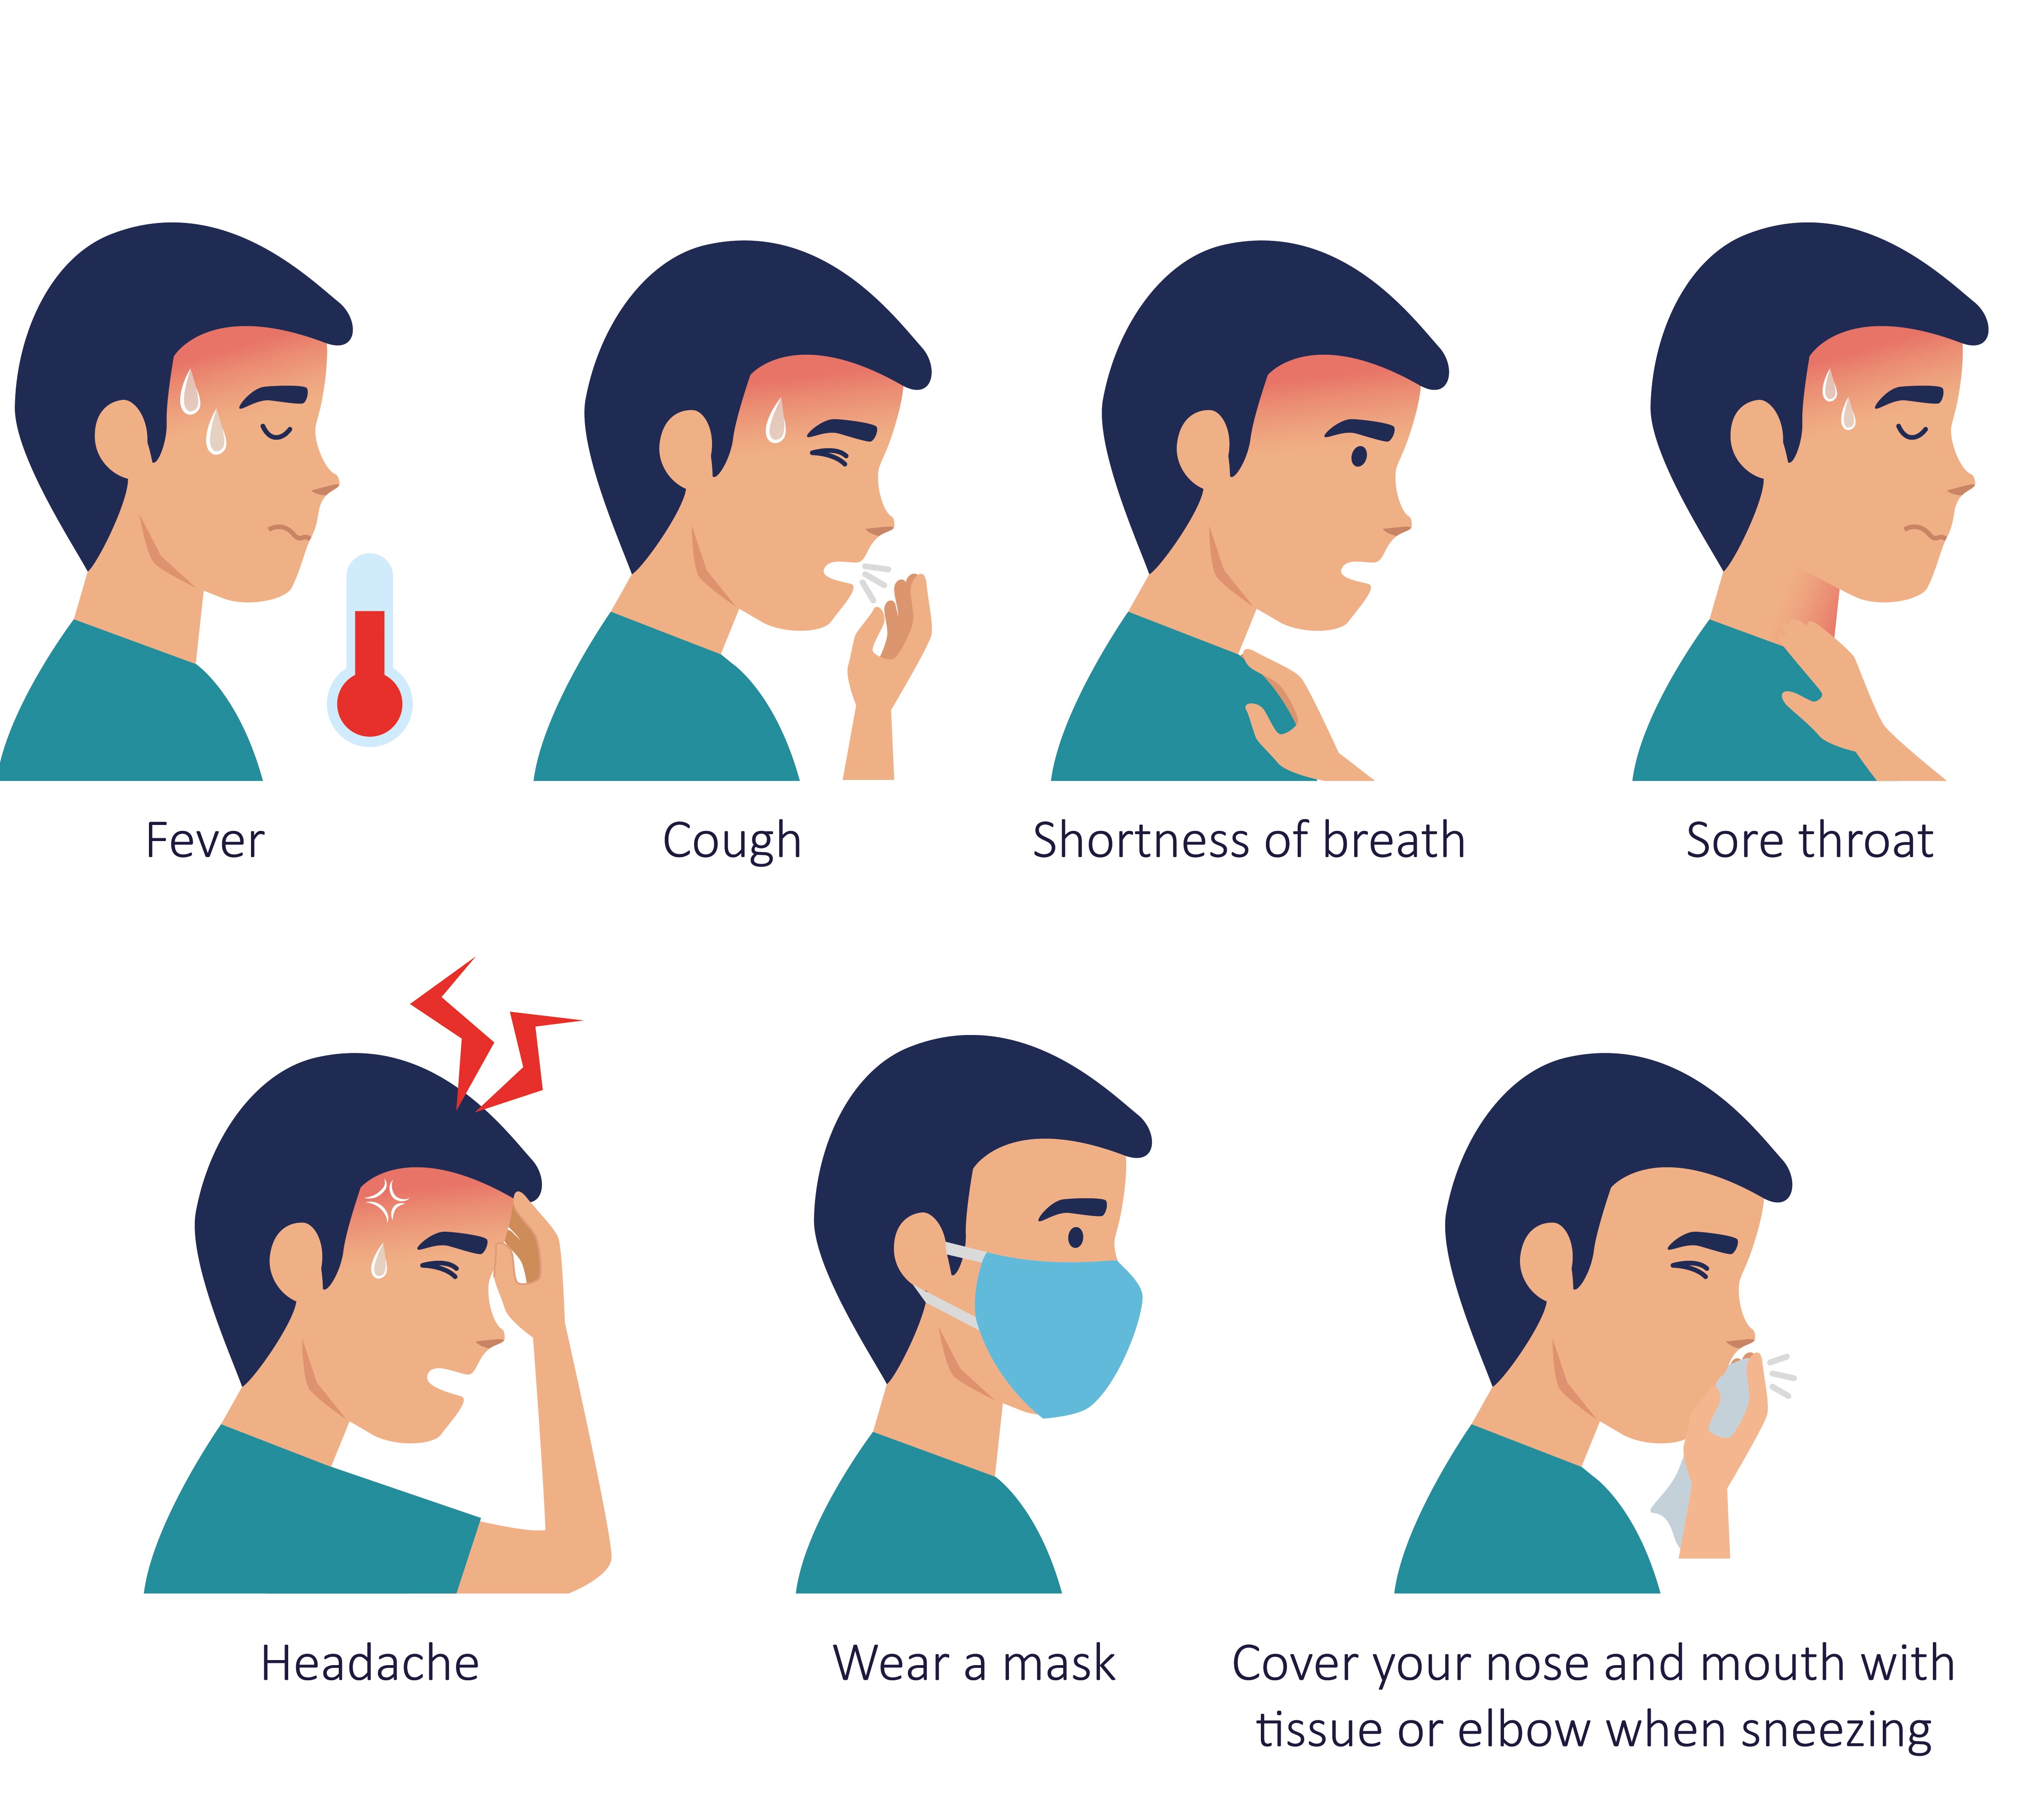 Fever
Cough
Shortness of breath
Sore throat
Headache
Wear a mask
Cover your nose and mouth with
tissue or elbow when sneezing